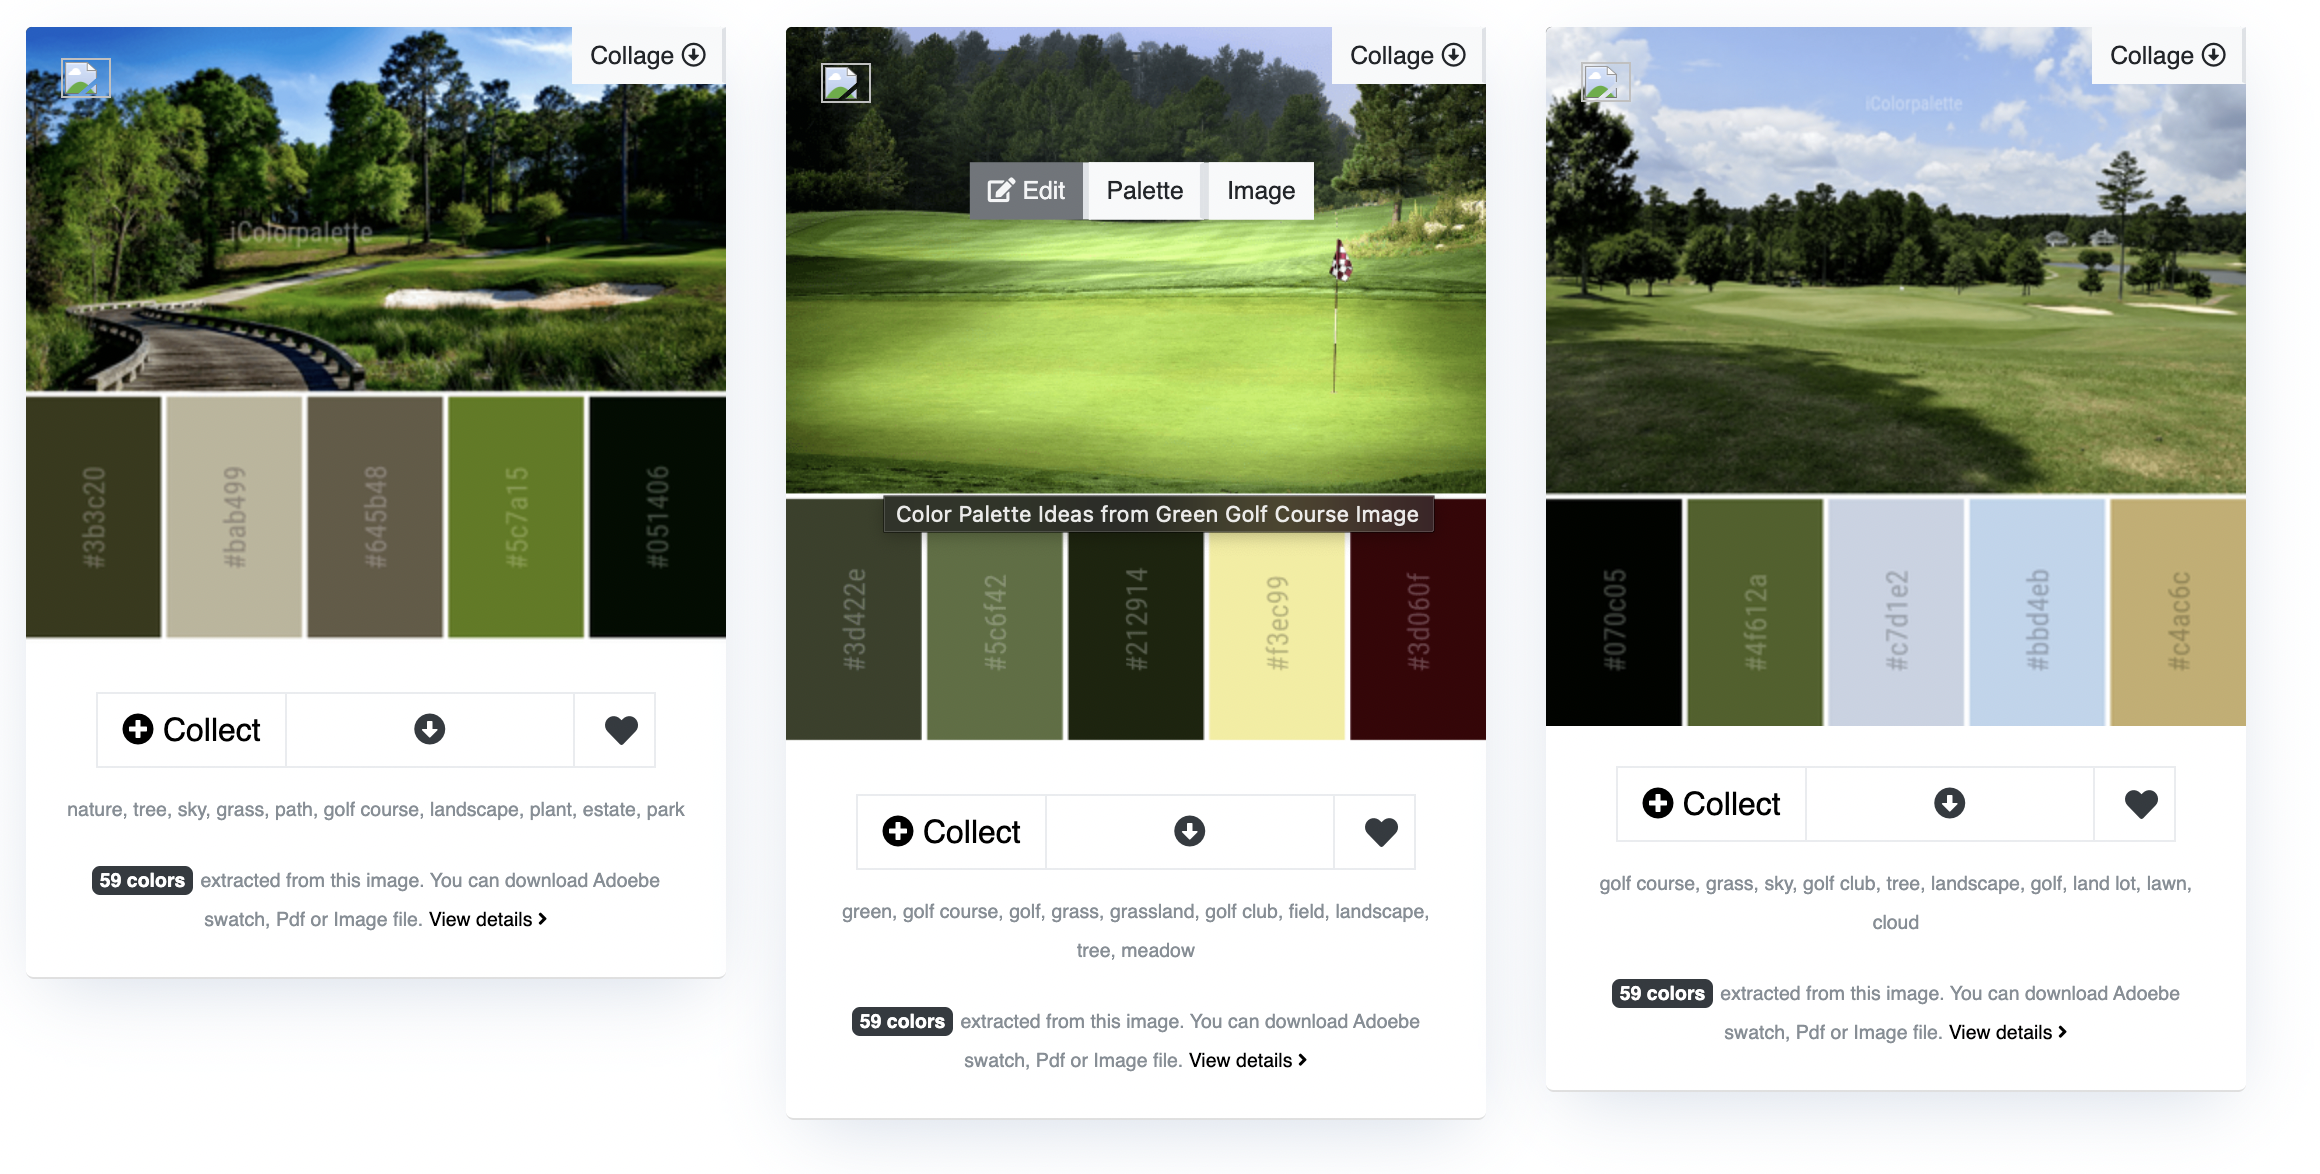 Collage
iColorpalette
#3b3c20
#bab499
#645b48
#5c7a15
#051406
Collect
nature, tree, sky, grass, path, golf course, landscape, plant, estate, park
59 colors extracted from this image. You can download Adoebe
swatch, Pdf or Image file. View details
Collage
Edit
Palette
Image
Color Palette Ideas from Green Golf Course Image
#3d422e
#5c6f42
#212914
#f3ec99
#3d060f
Collect
green, golf course, golf, grass, grassland, golf club, field, landscape,
tree, meadow
59 colors extracted from this image. You can download Adoebe
swatch, Pdf or Image file. View details
Collage
iColorpalette
#070c05
#4f612a
#c7d1e2
#bbd4eb
#c4ac6c
Collect
golf course, grass, sky, golf club, tree, landscape, golf, land lot, lawn,
cloud
59 colors extracted from this image. You can download Adoebe
swatch, Pdf or Image file. View details